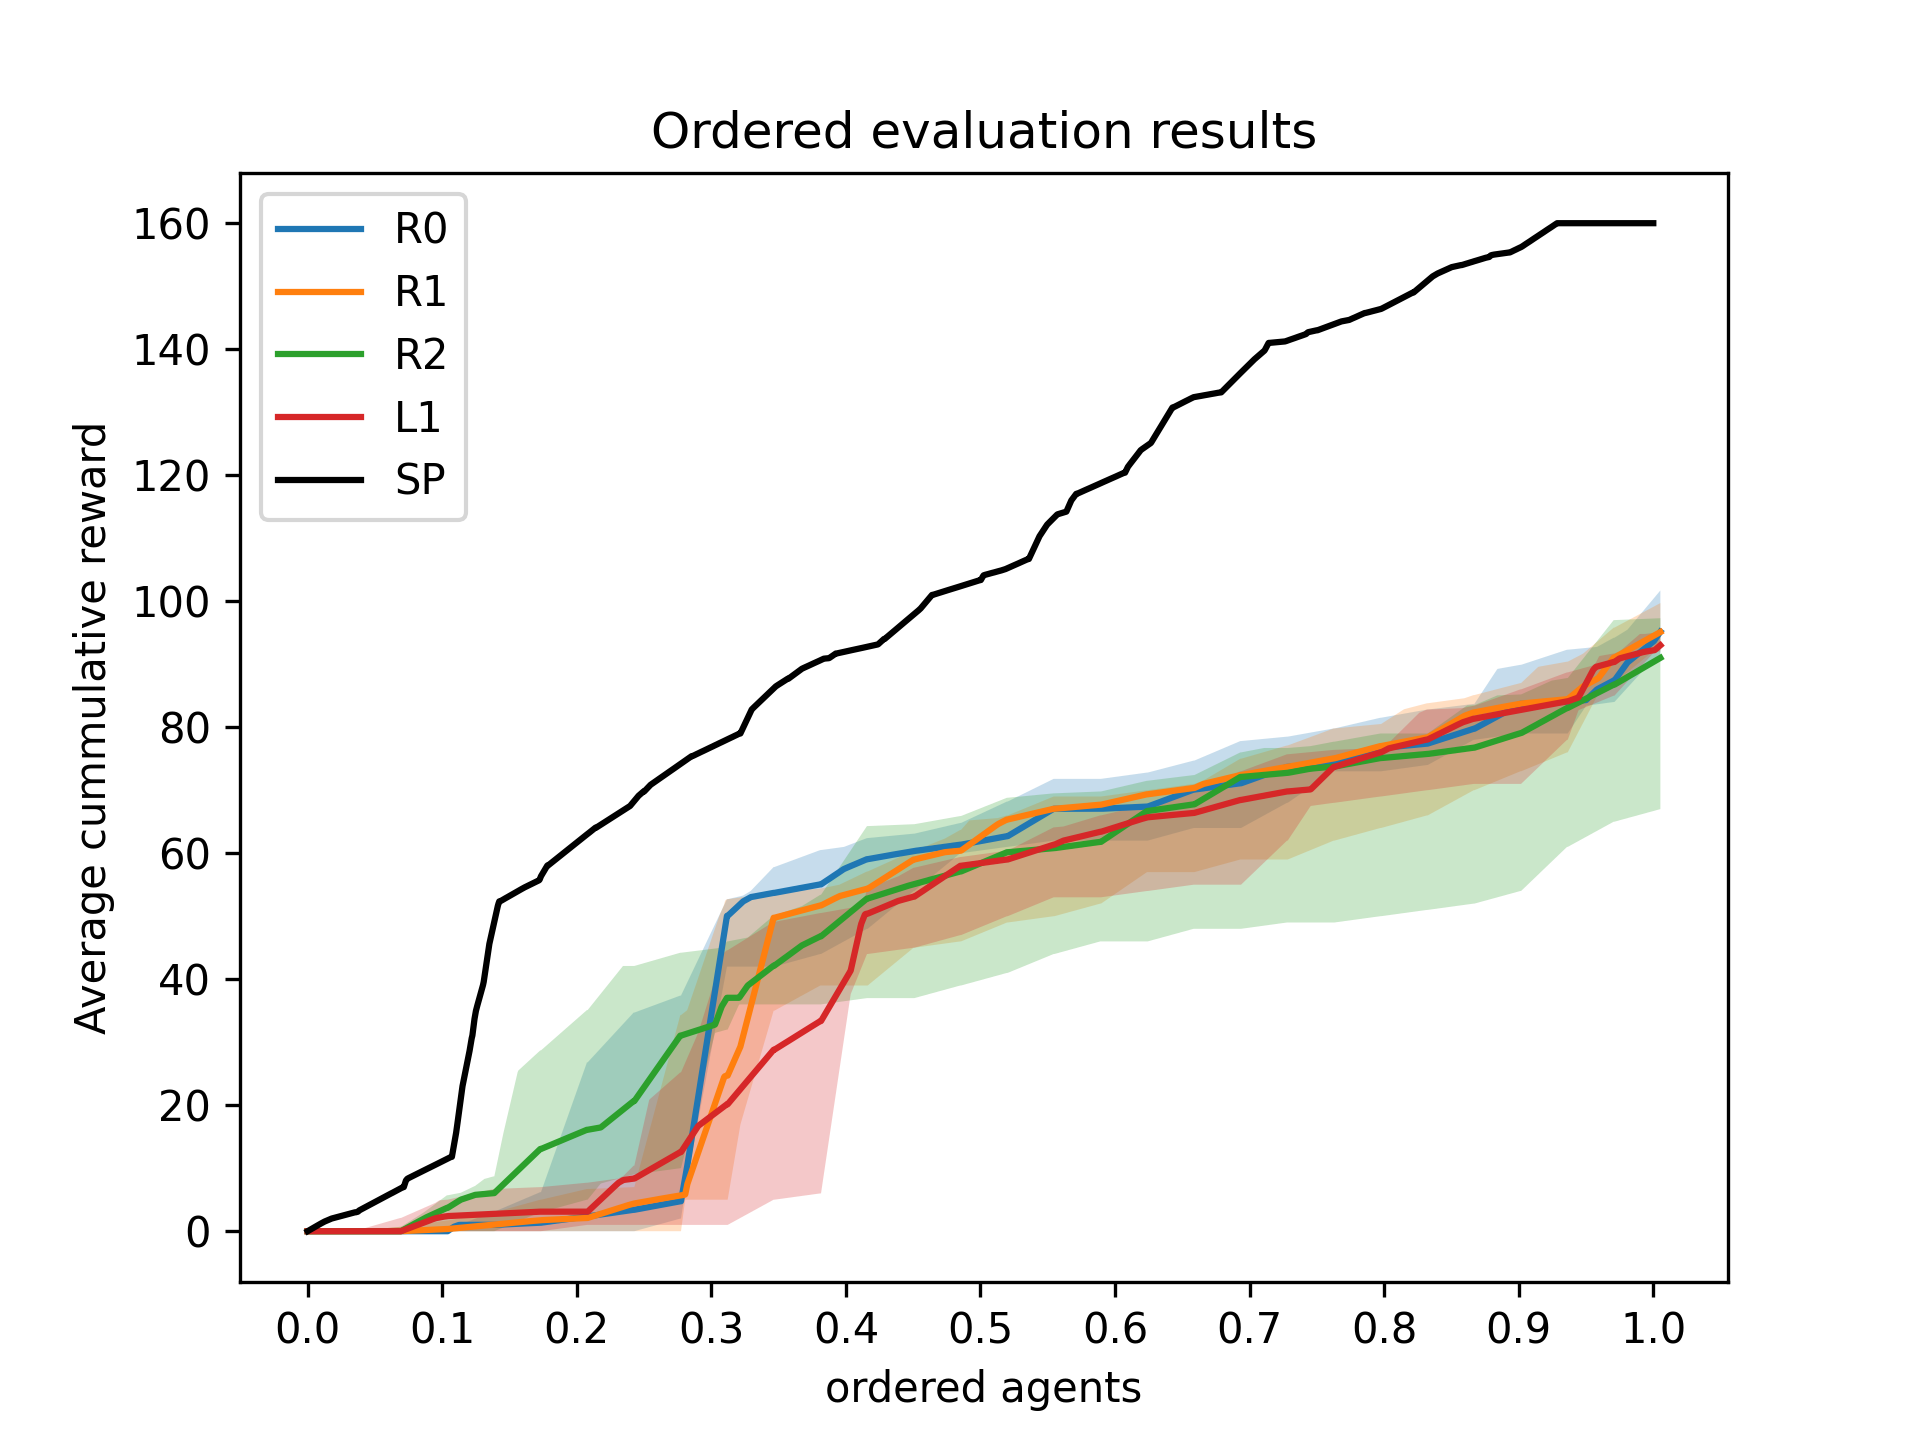 Ordered evaluation results
R0
R1
R2
L1
SP
Average cummulative reward
160
140
120
100
80
60
40
20
0
0.0 0.1 0.2 0.3 0.4 0.5 0.6 0.7 0.8 0.9 1.0
ordered agents